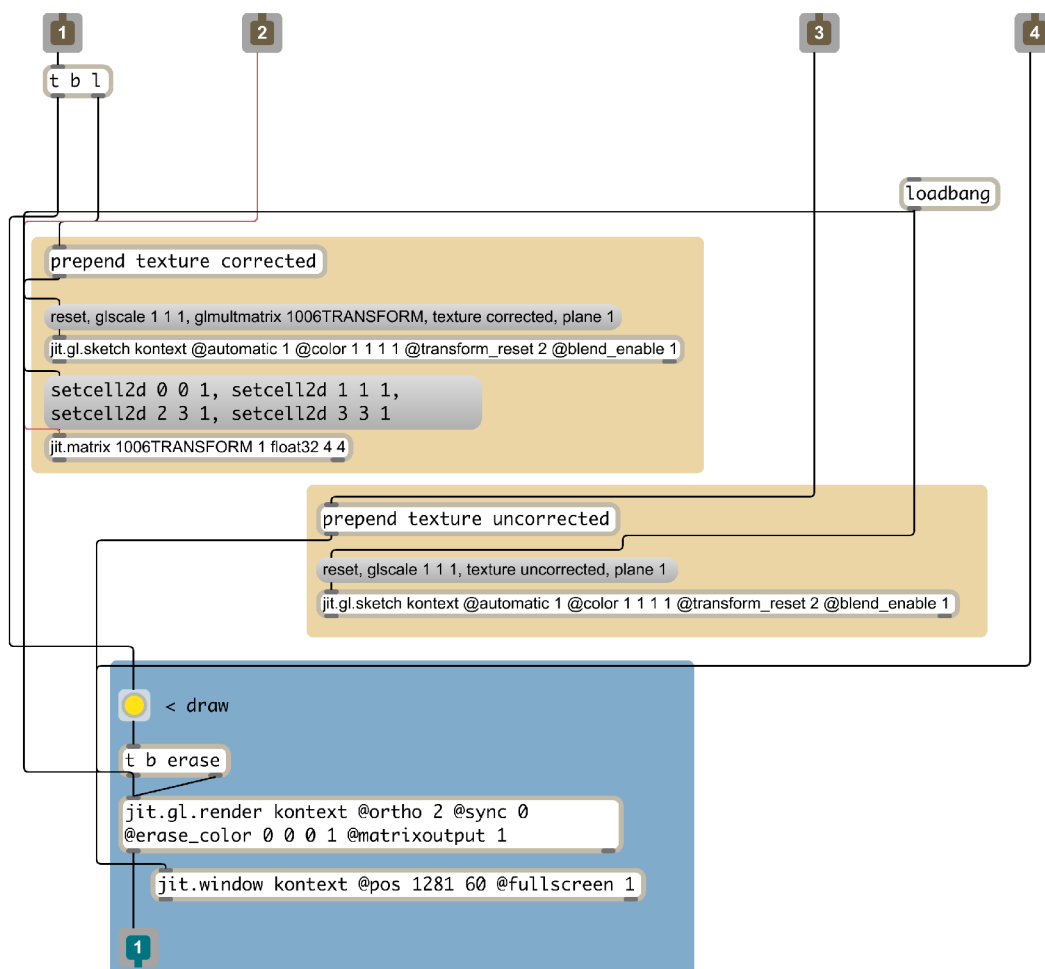 1
2
3
4
t b l
loadbang
prepend texture corrected
reset, glscale 1 1 1, glmultmatrix 1006TRANSFORM, texture corrected, plane 1
jit.gl.sketch kontext @automatic 1 @color 1 1 1 1 @transform_reset 2 @blend_enable 1
setcell2d 0 0 1, setcell2d 1 1 1,
setcell2d 2 3 1, setcell2d 3 3 1
jit.matrix 1006TRANSFORM 1 float32 4 4
prepend texture uncorrected
reset, glscale 1 1 1, texture uncorrected, plane 1
jit.gl.sketch kontext @automatic 1 @color 1 1 1 1 @transform_reset 2 @blend_enable 1
< draw
t b erase
jit.gl.render kontext @ortho 2 @sync 0
@erase_color 0 0 0 1 @matrixoutput 1
jit.window kontext @pos 1281 60 @fullscreen 1
1